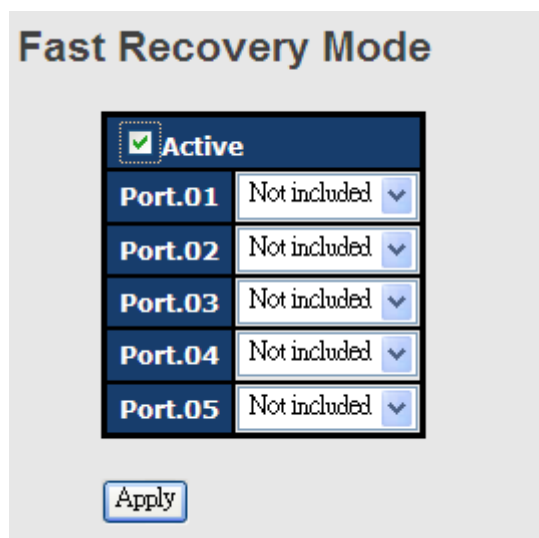 Fast Recovery Mode
Active
Port.01 Not included
Port.02 Not included
Port.03 Not included
Port.04 Not included
Port.05 Not included
Apply